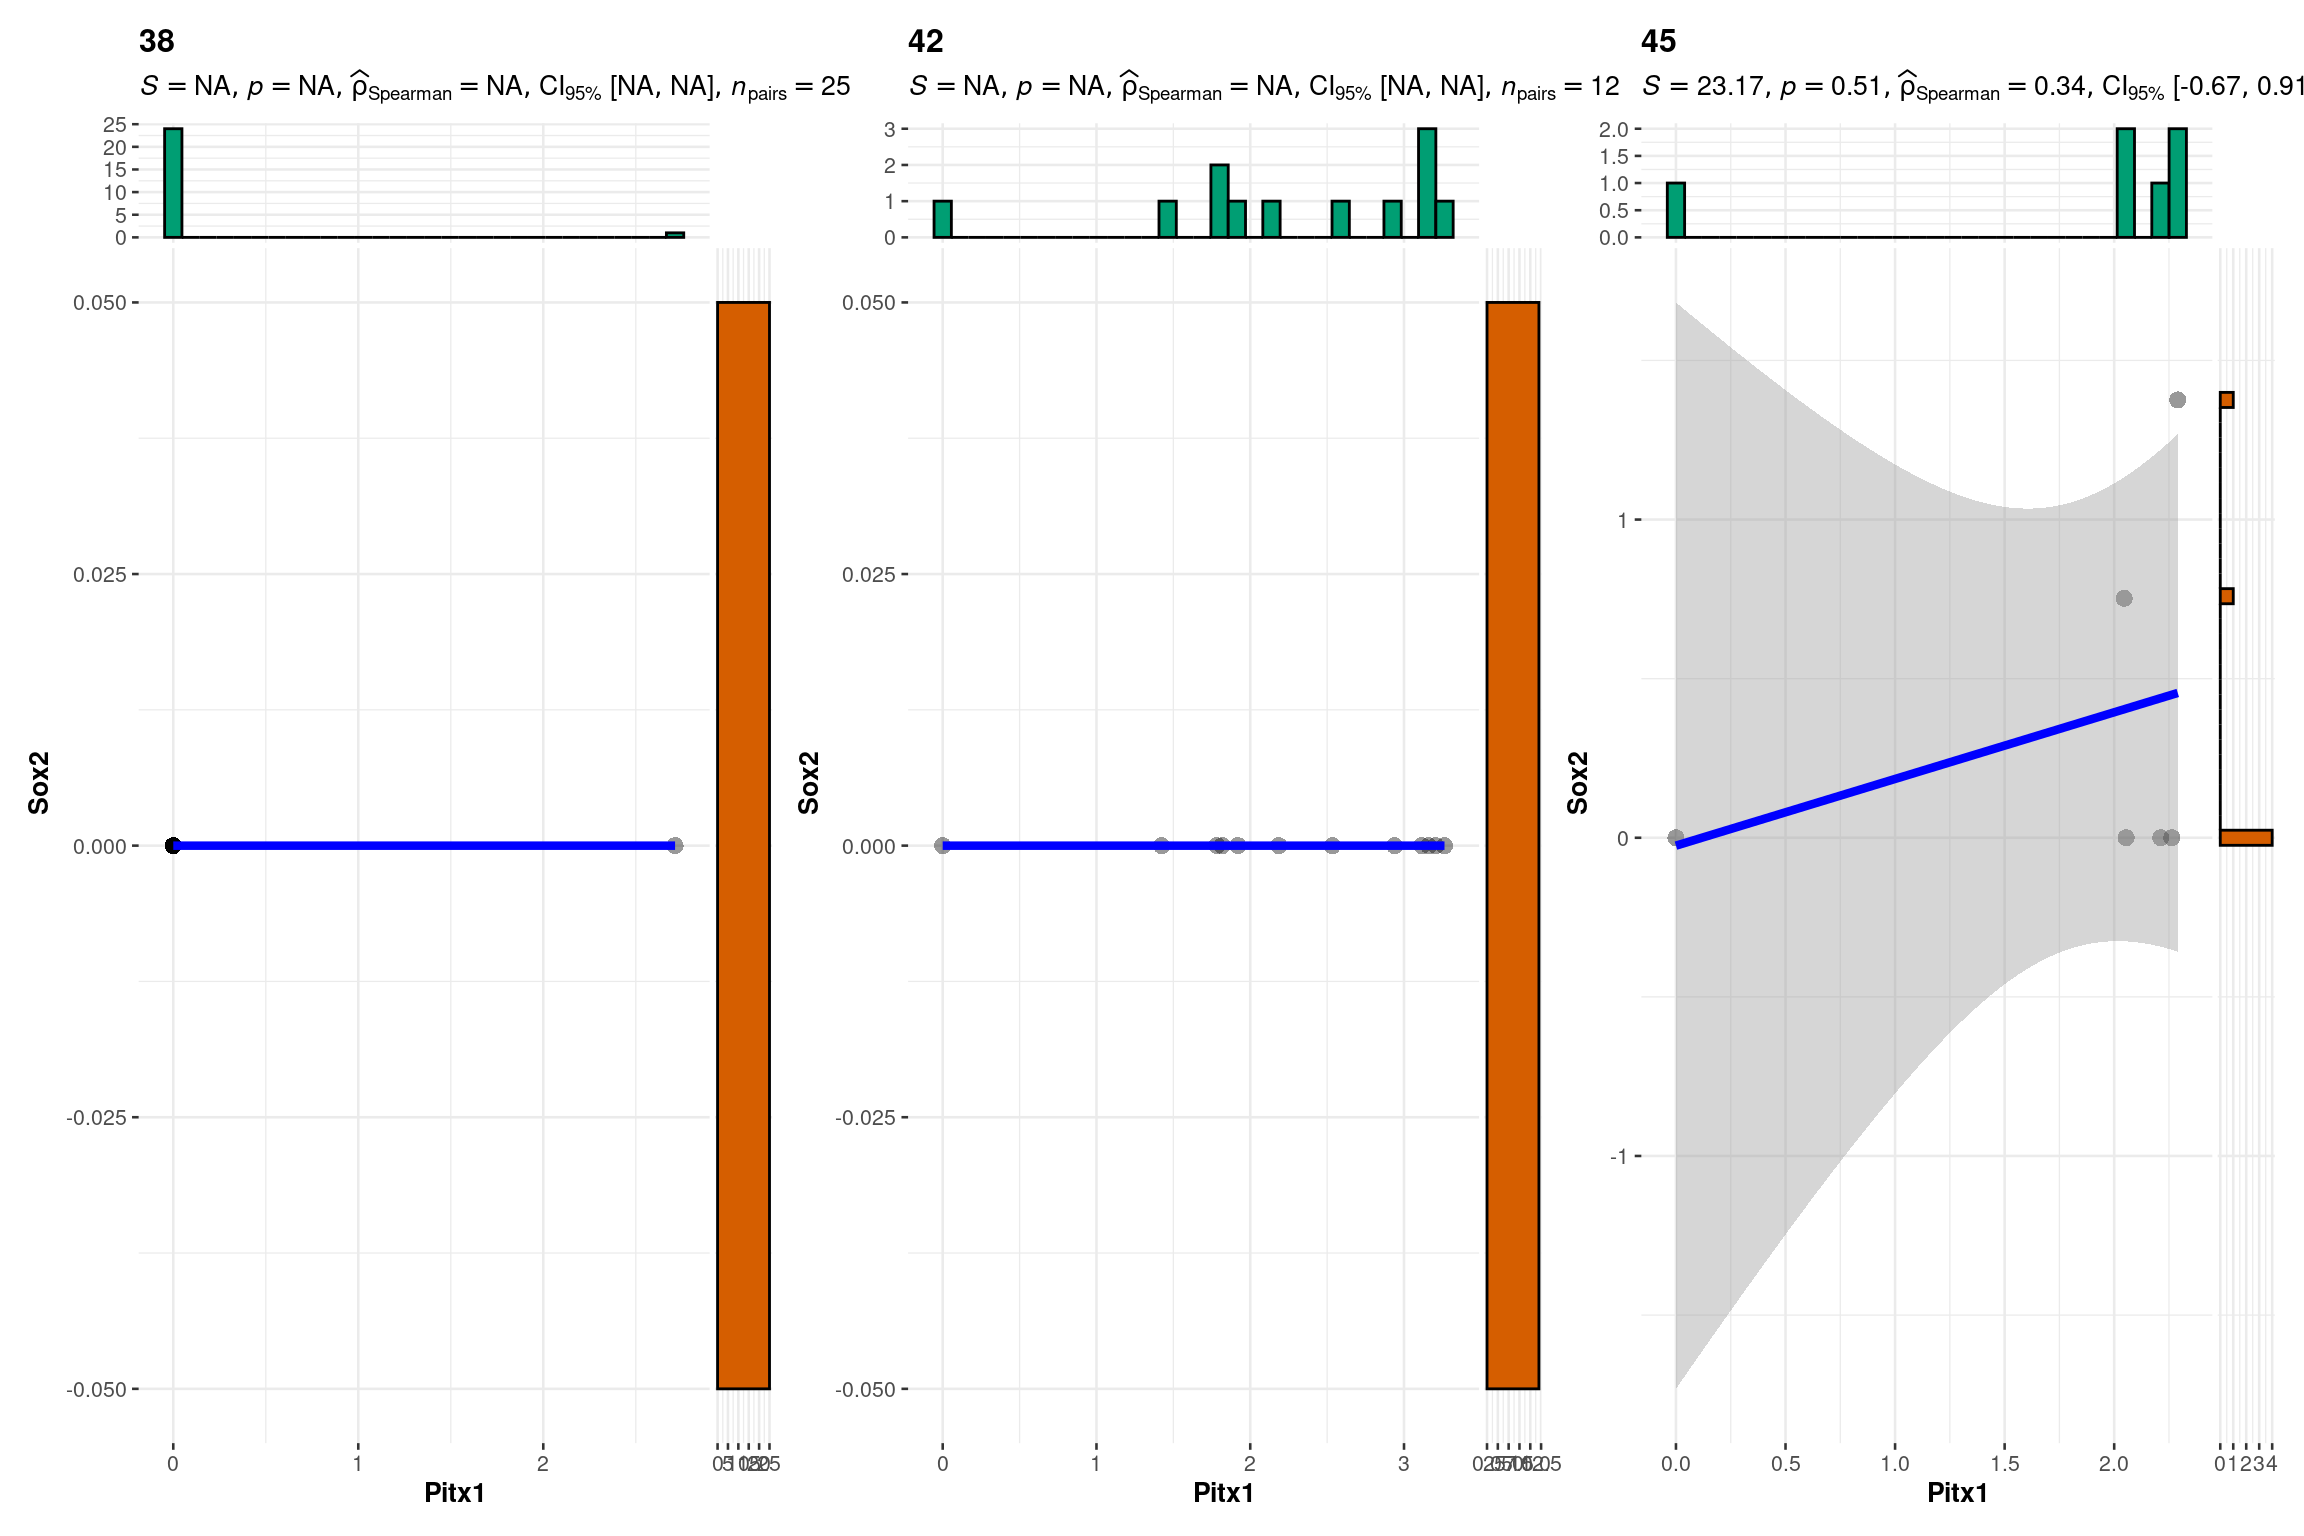 38
S = NA, p = NA, ρ̂Spearman = NA, CI95% [NA, NA], npairs = 25
25
20
15
10
5
0
0.050
0.025
0.000
-0.025
-0.050
Sox2
0 1 2
Pitx1
42
S = NA, p = NA, ρ̂Spearman = NA, CI95% [NA, NA], npairs = 12
3
2
1
0
0.050
0.025
0.000
-0.025
-0.050
Sox2
0 1 2 3
Pitx1
45
S = 23.17, p = 0.51, ρ̂Spearman = 0.34, CI95% [-0.67, 0.91
2.0
1.5
1.0
0.5
0.0
1
0
-1
Sox2
0.0 0.5 1.0 1.5 2.0
0 1 2 3 4
Pitx1